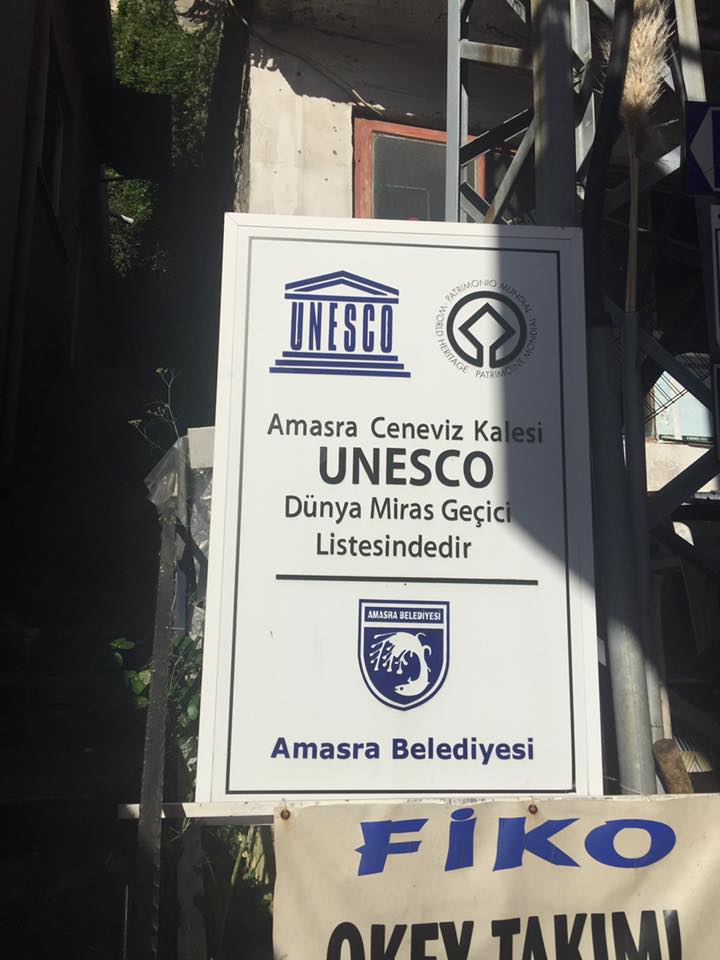 UNESCO
PATRIMONIO MUNDIAL · WORLD HERITAGE · PATRIMOINE MONDIAL ·
Amasra Ceneviz Kalesi
UNESCO
Dünya Miras Geçici
Listesindedir
AMASRA BELEDİYESİ
Amasra Belediyesi
FİKO
OKEY TAKIMI